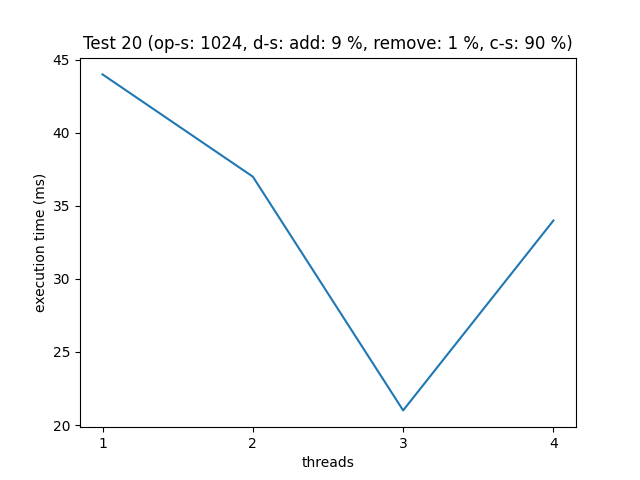 Test 20 (op-s: 1024, d-s: add: 9 %, remove: 1 %, c-s: 90 %)
45
40
35
30
25
20
execution time (ms)
1 2 3 4
threads